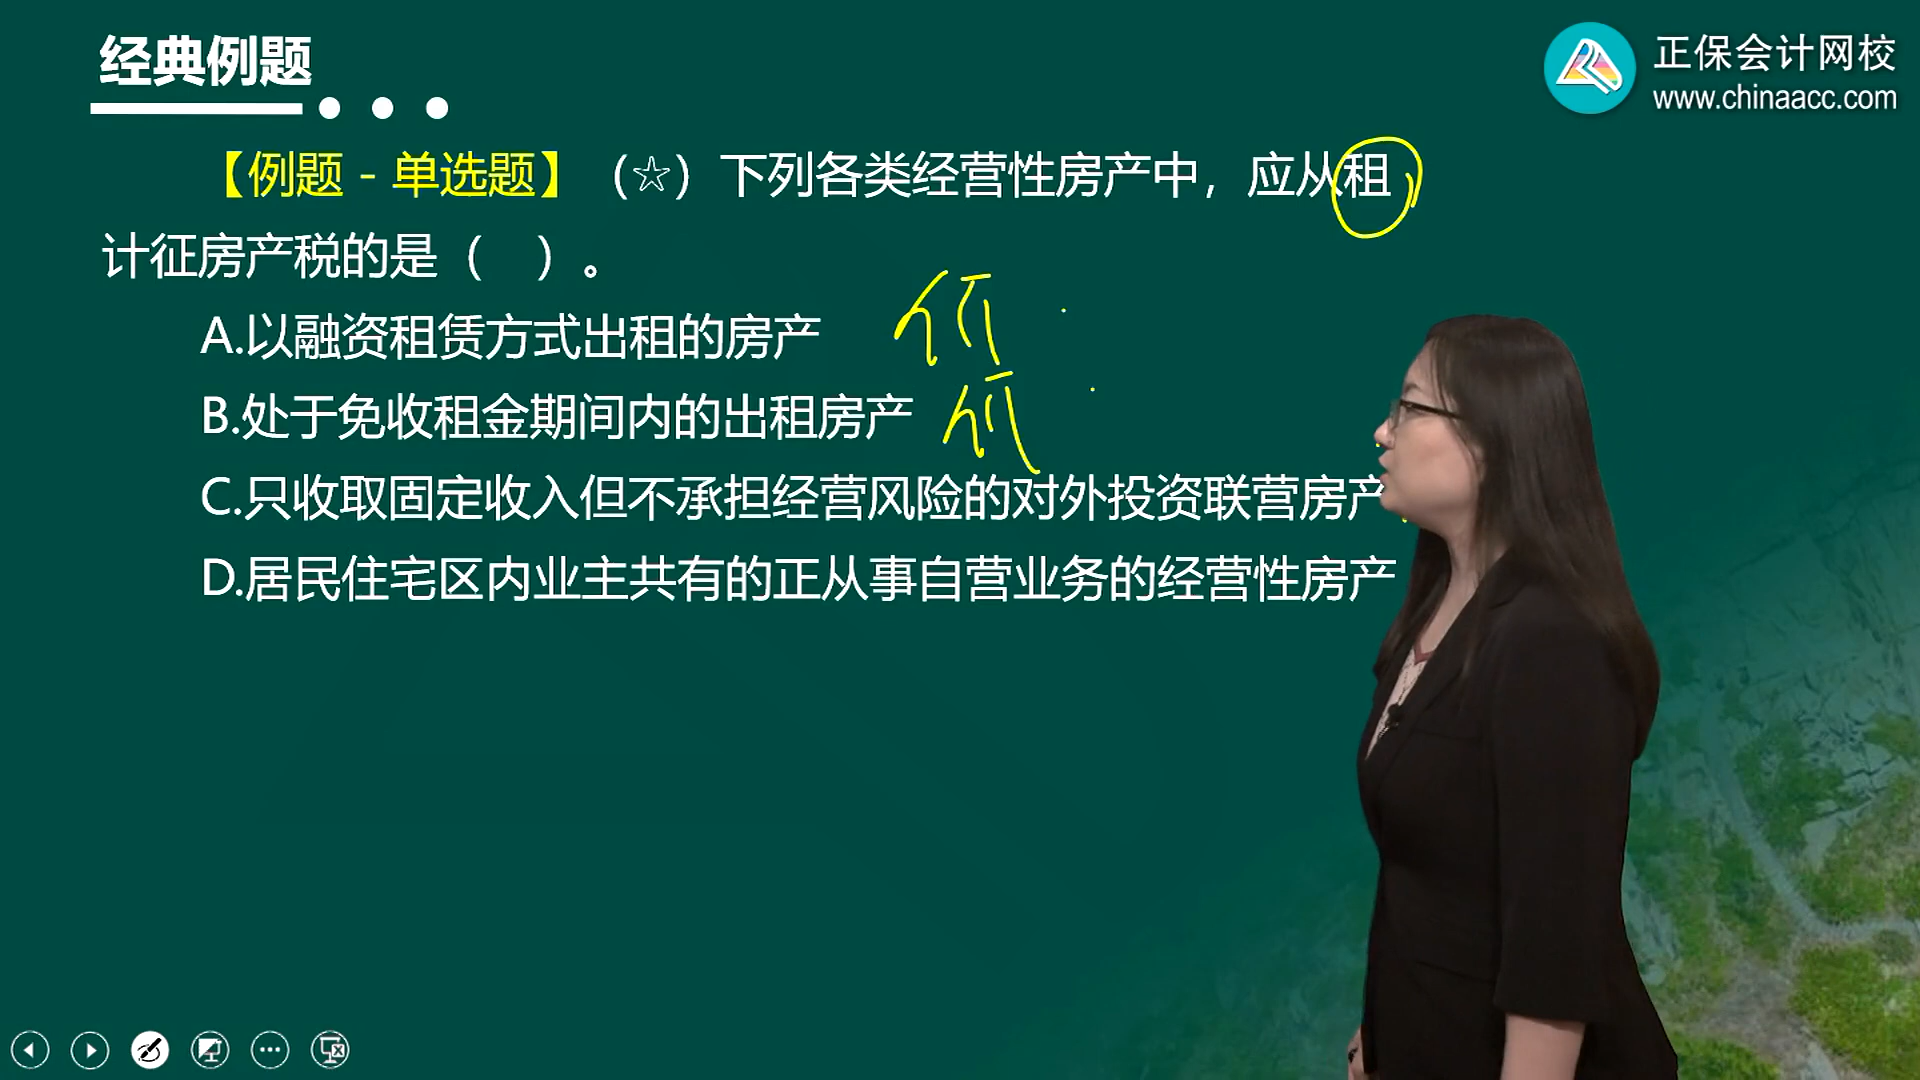 经典例题
正保会计网校
www.chinaacc.com
【例题－单选题】（☆）下列各类经营性房产中，应从租
计征房产税的是（　）。
A.以融资租赁方式出租的房产
价
B.处于免收租金期间内的出租房产
价
C.只收取固定收入但不承担经营风险的对外投资联营房产
D.居民住宅区内业主共有的正从事自营业务的经营性房产